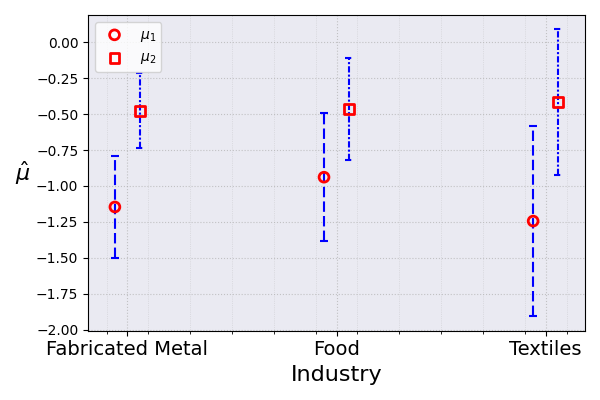 μ₁
μ₂
0.00
−0.25
−0.50
−0.75
−1.00
−1.25
−1.50
−1.75
−2.00
μ̂
Fabricated Metal Food Textiles
Industry